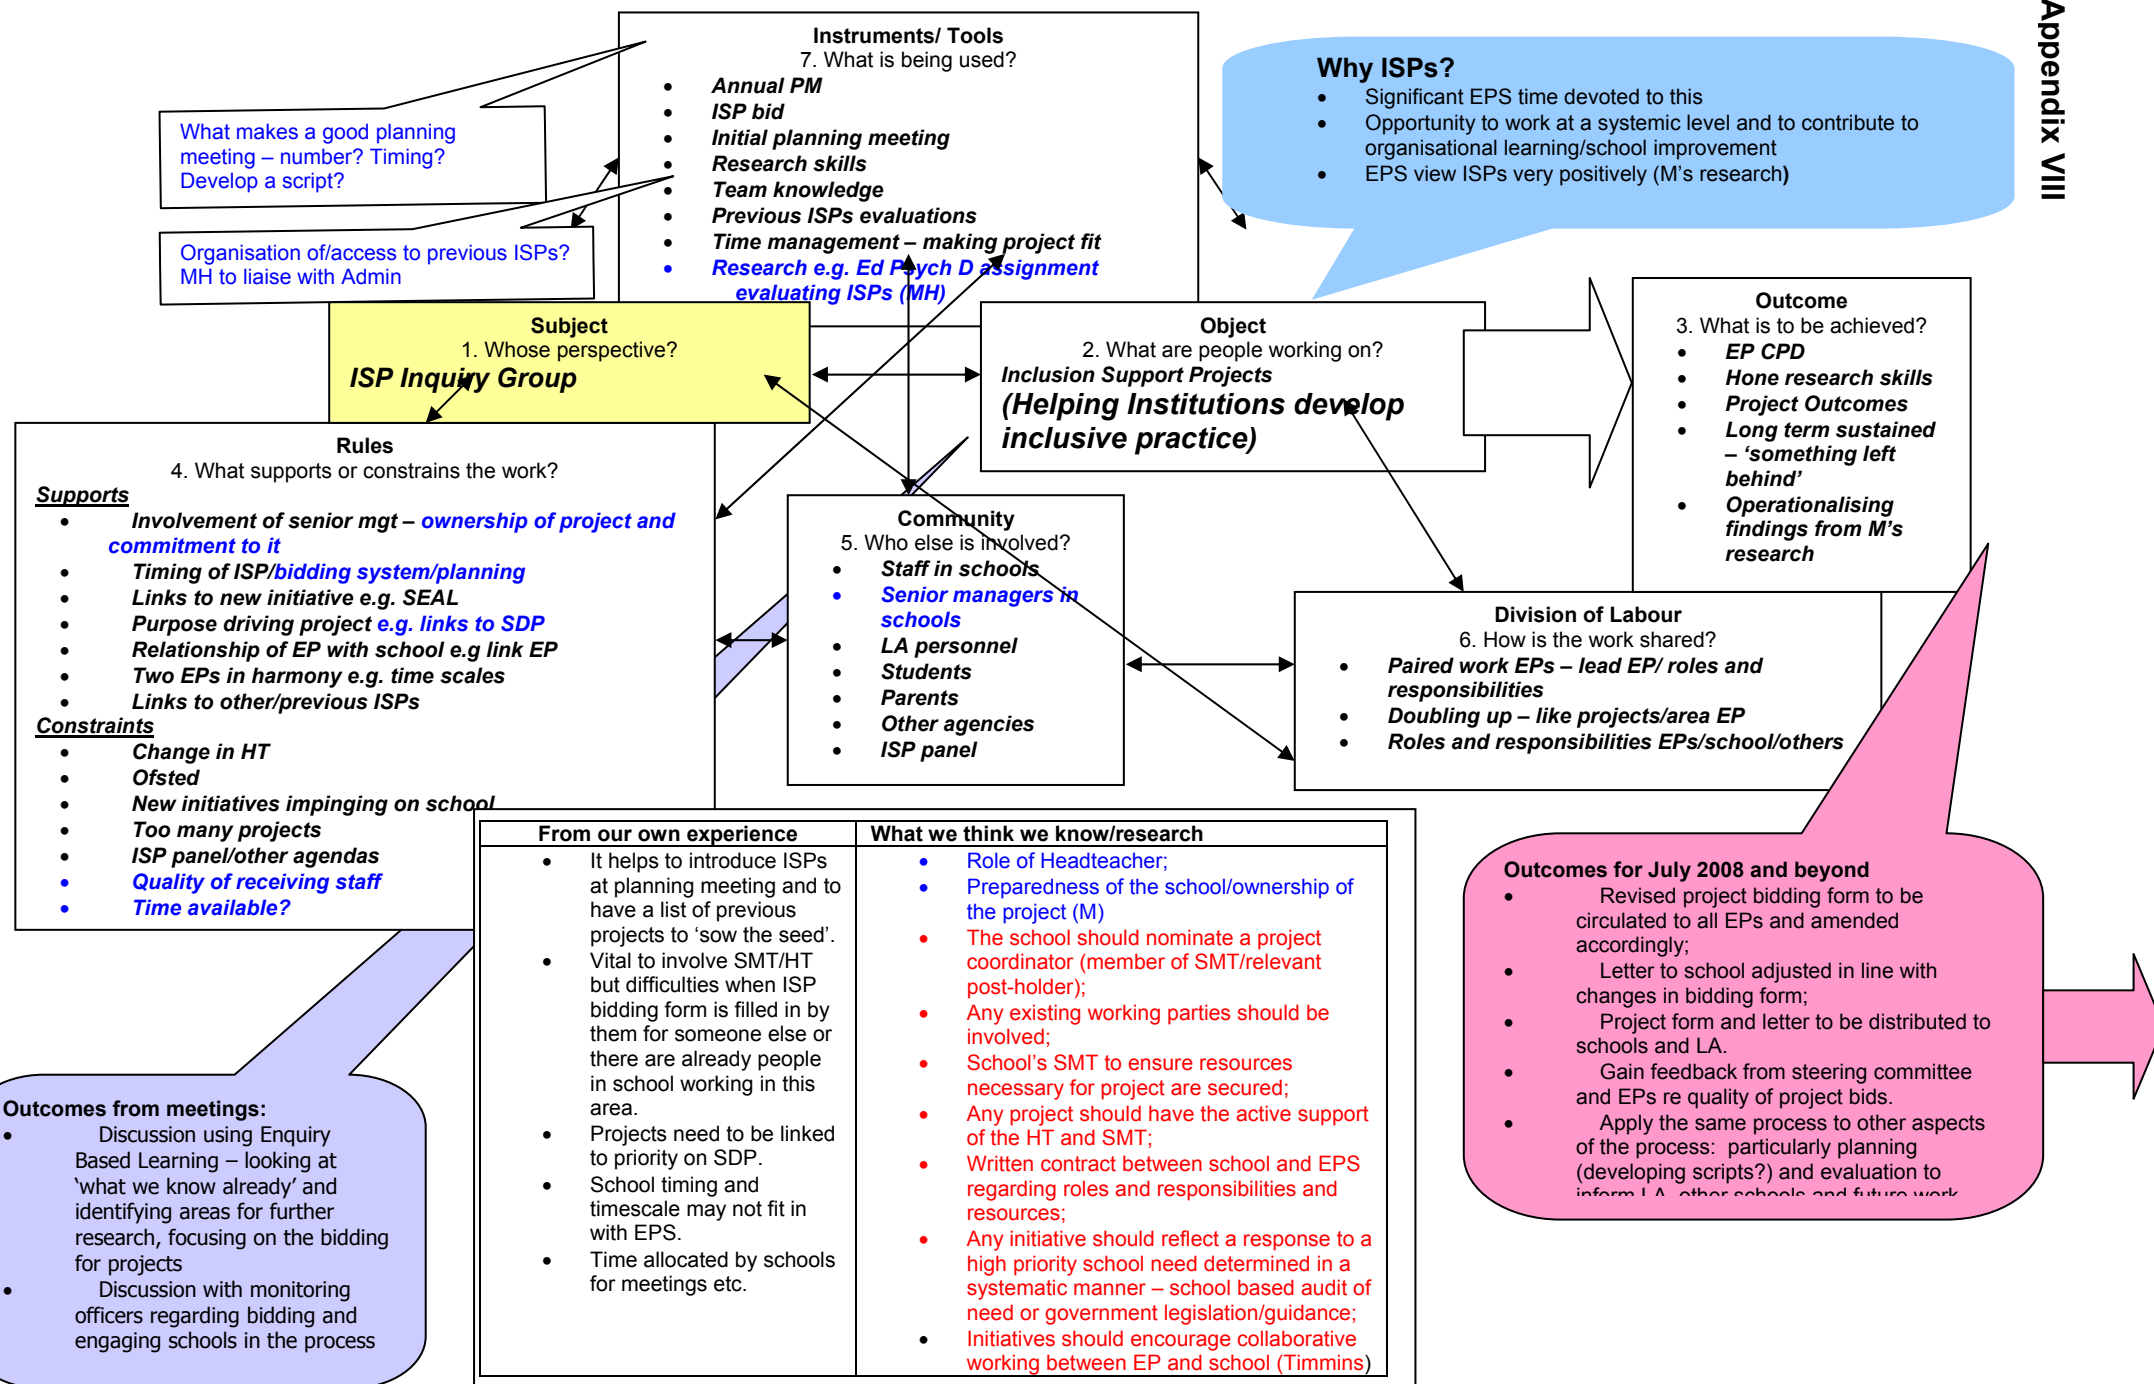 Appendix VIII
Instruments/ Tools
7. What is being used?
• Annual PM
• ISP bid
• Initial planning meeting
• Research skills
• Team knowledge
• Previous ISPs evaluations
• Time management – making project fit
• Research e.g. Ed Psych D assignment
evaluating ISPs (MH)
Why ISPs?
• Significant EPS time devoted to this
• Opportunity to work at a systemic level and to contribute to
organisational learning/school improvement
• EPS view ISPs very positively (M's research)
What makes a good planning
meeting – number? Timing?
Develop a script?
Organisation of/access to previous ISPs?
MH to liaise with Admin
Subject
1. Whose perspective?
ISP Inquiry Group
Object
2. What are people working on?
Inclusion Support Projects
(Helping Institutions develop
inclusive practice)
Outcome
3. What is to be achieved?
• EP CPD
• Hone research skills
• Project Outcomes
• Long term sustained
– 'something left
behind'
• Operationalising
findings from M's
research
Rules
4. What supports or constrains the work?
Supports
• Involvement of senior mgt – ownership of project and
commitment to it
• Timing of ISP/bidding system/planning
• Links to new initiative e.g. SEAL
• Purpose driving project e.g. links to SDP
• Relationship of EP with school e.g link EP
• Two EPs in harmony e.g. time scales
• Links to other/previous ISPs
Constraints
• Change in HT
• Ofsted
• New initiatives impinging on school
• Too many projects
• ISP panel/other agendas
• Quality of receiving staff
• Time available?
Community
5. Who else is involved?
• Staff in schools
• Senior managers in
schools
• LA personnel
• Students
• Parents
• Other agencies
• ISP panel
Division of Labour
6. How is the work shared?
• Paired work EPs – lead EP/ roles and
responsibilities
• Doubling up – like projects/area EP
• Roles and responsibilities EPs/school/others
From our own experience
• It helps to introduce ISPs
at planning meeting and to
have a list of previous
projects to 'sow the seed'.
• Vital to involve SMT/HT
but difficulties when ISP
bidding form is filled in by
them for someone else or
there are already people
in school working in this
area.
• Projects need to be linked
to priority on SDP.
• School timing and
timescale may not fit in
with EPS.
• Time allocated by schools
for meetings etc.
What we think we know/research
• Role of Headteacher;
• Preparedness of the school/ownership of
the project (M)
• The school should nominate a project
coordinator (member of SMT/relevant
post-holder);
• Any existing working parties should be
involved;
• School's SMT to ensure resources
necessary for project are secured;
• Any project should have the active support
of the HT and SMT;
• Written contract between school and EPS
regarding roles and responsibilities and
resources;
• Any initiative should reflect a response to a
high priority school need determined in a
systematic manner – school based audit of
need or government legislation/guidance;
• Initiatives should encourage collaborative
working between EP and school (Timmins)
Outcomes from meetings:
• Discussion using Enquiry
Based Learning – looking at
'what we know already' and
identifying areas for further
research, focusing on the bidding
for projects
• Discussion with monitoring
officers regarding bidding and
engaging schools in the process
Outcomes for July 2008 and beyond
• Revised project bidding form to be
circulated to all EPs and amended
accordingly;
• Letter to school adjusted in line with
changes in bidding form;
• Project form and letter to be distributed to
schools and LA.
• Gain feedback from steering committee
and EPs re quality of project bids.
• Apply the same process to other aspects
of the process: particularly planning
(developing scripts?) and evaluation to
inform LA, other schools and future work